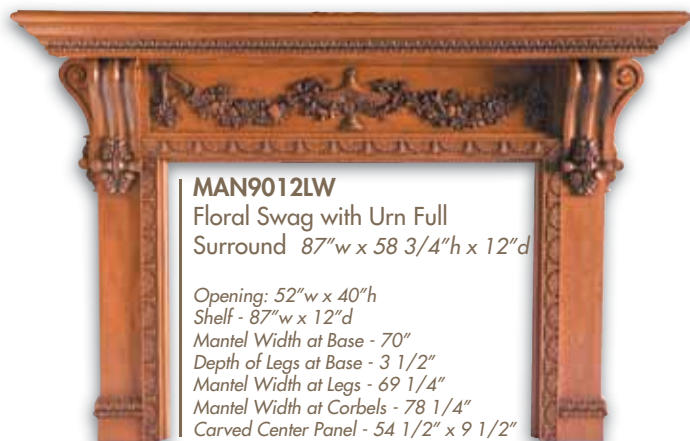 MAN9012LW
Floral Swag with Urn Full
Surround 87"w x 58 3/4"h x 12"d
Opening: 52"w x 40"h
Shelf - 87"w x 12"d
Mantel Width at Base - 70"
Depth of Legs at Base - 3 1/2"
Mantel Width at Legs - 69 1/4"
Mantel Width at Corbels - 78 1/4"
Carved Center Panel - 54 1/2" x 9 1/2"